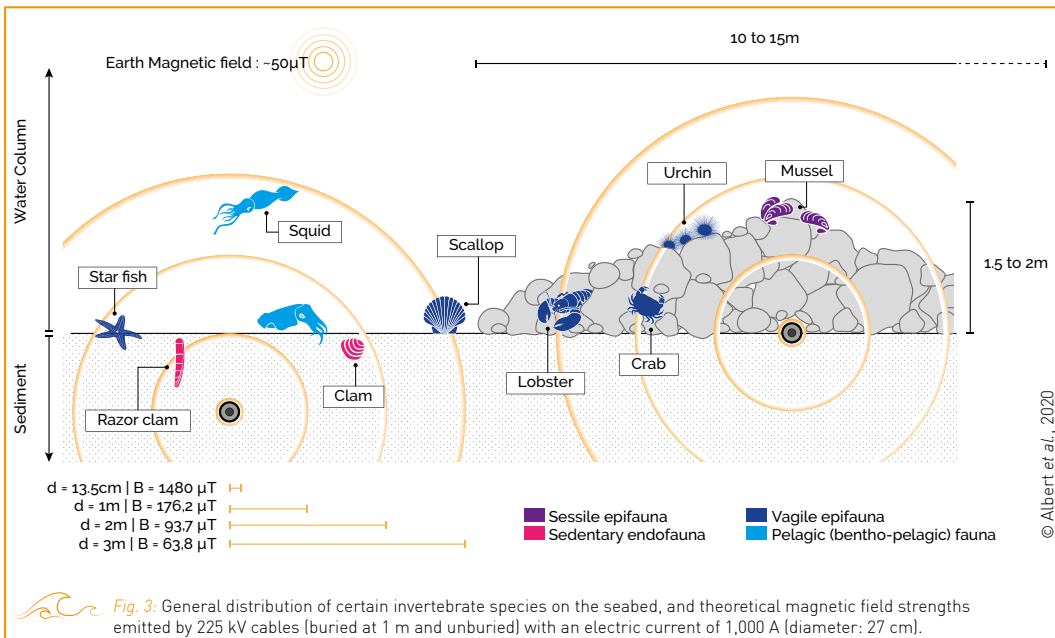 10 to 15m
Earth Magnetic field : ~50µT
Water Column
Urchin
Mussel
Squid
Scallop
1.5 to 2m
Star fish
Crab
Lobster
Clam
Razor clam
Sediment
d = 13.5cm | B = 1480 µT
d = 1m | B = 176,2 µT
d = 2m | B = 93,7 µT
d = 3m | B = 63,8 µT
Sessile epifauna
Vagile epifauna
Sedentary endofauna
Pelagic (bentho-pelagic) fauna
© Albert et al., 2020
Fig. 3: General distribution of certain invertebrate species on the seabed, and theoretical magnetic field strengths
emitted by 225 kV cables (buried at 1 m and unburied) with an electric current of 1,000 A (diameter: 27 cm).